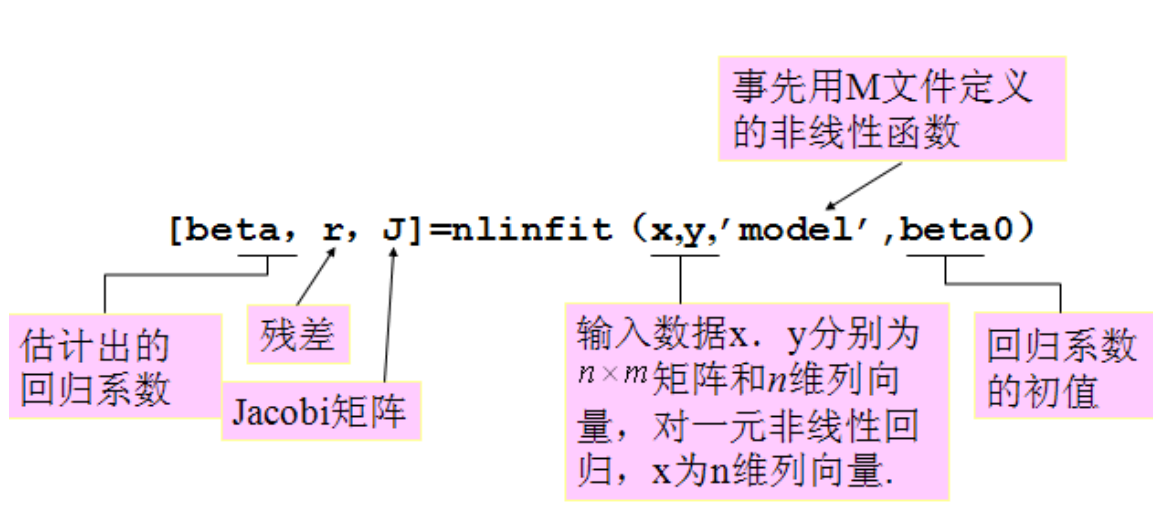 事先用M文件定义
的非线性函数
[beta，r，J]=nlinfit（x,y,′model′,beta0）
估计出的
回归系数
残差
Jacobi矩阵
输入数据x．y分别为
n×m矩阵和n维列向
量，对一元非线性回
归，x为n维列向量.
回归系数
的初值